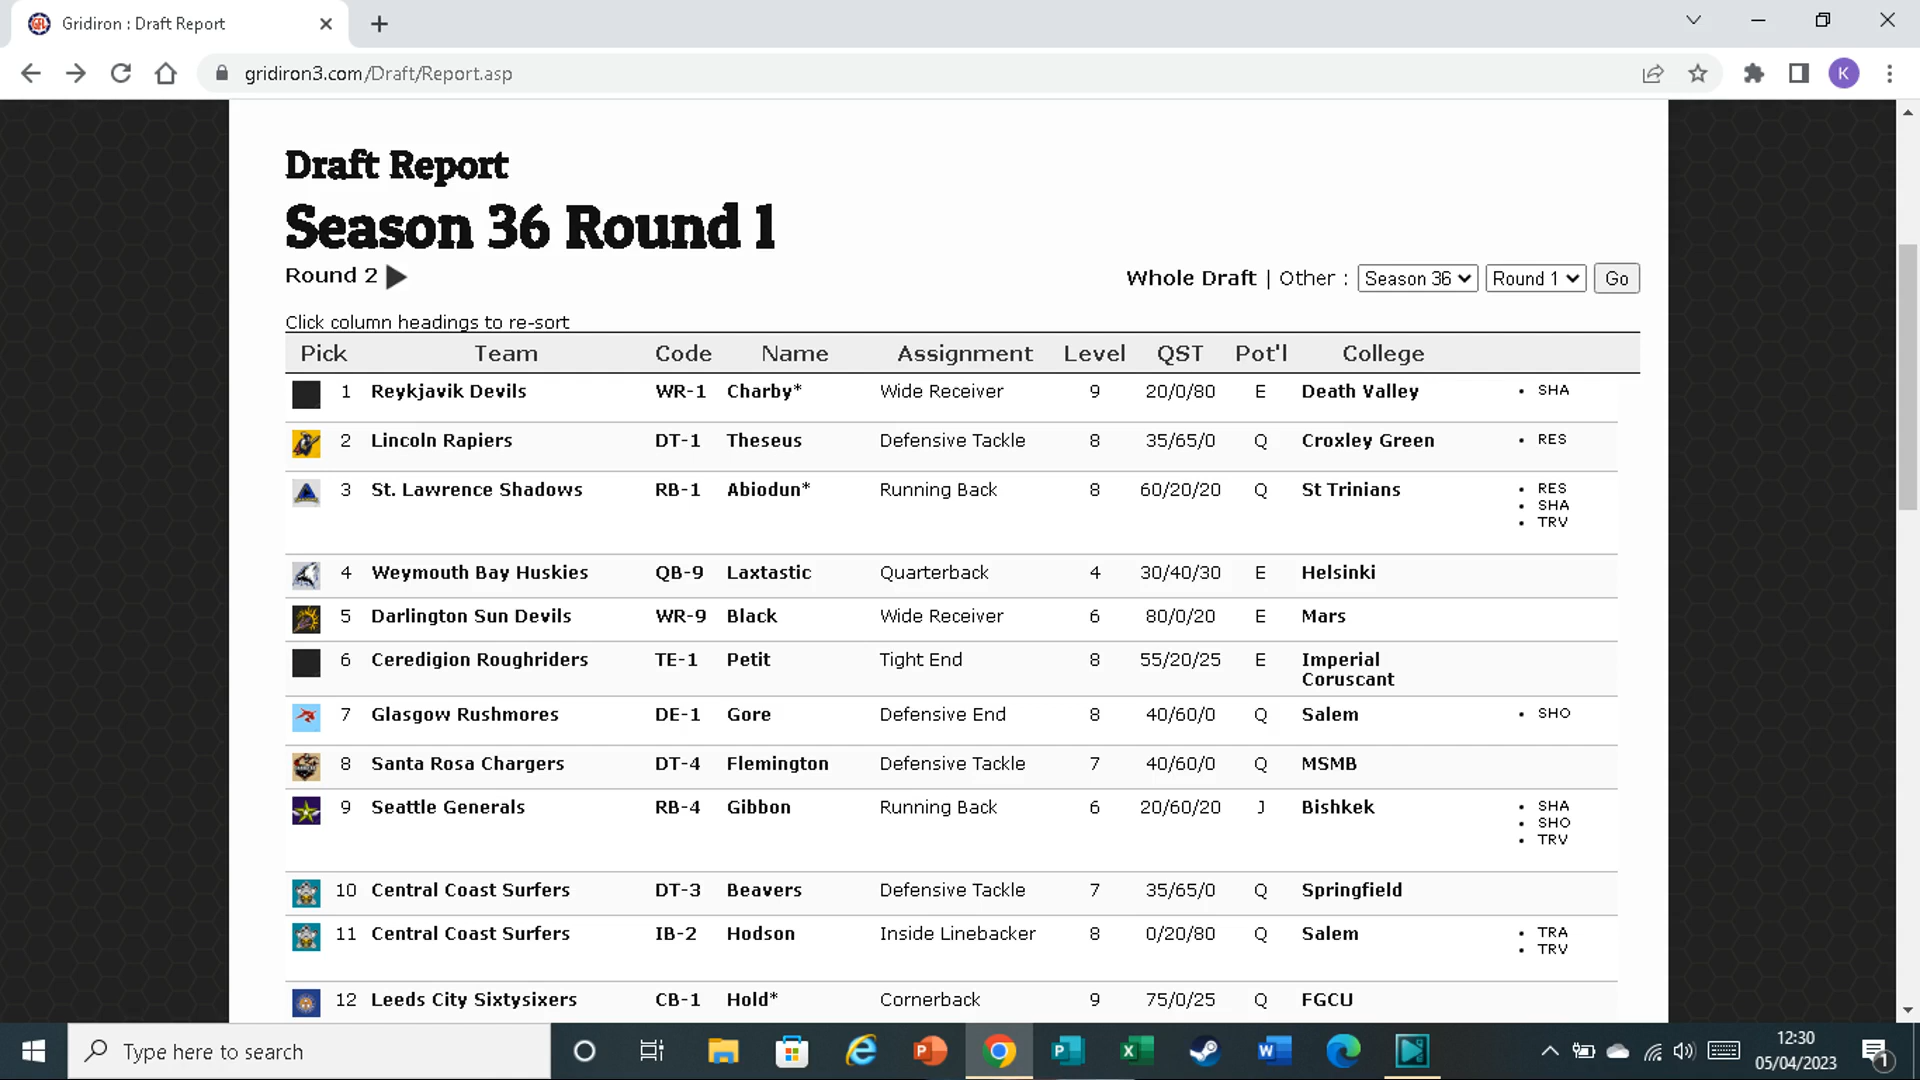 Gridiron : Draft Report
gridiron3.com/Draft/Report.asp
K
Draft Report
Season 36 Round 1
Round 2
Whole Draft | Other : Season 36 Round 1 Go
Click column headings to re-sort
Pick Team Code Name Assignment Level QST Pot'l College
1 Reykjavik Devils WR-1 Charby* Wide Receiver 9 20/0/80 E Death Valley • SHA
2 Lincoln Rapiers DT-1 Theseus Defensive Tackle 8 35/65/0 Q Croxley Green • RES
3 St. Lawrence Shadows RB-1 Abiodun* Running Back 8 60/20/20 Q St Trinians • RES
• SHA
• TRV
4 Weymouth Bay Huskies QB-9 Laxtastic Quarterback 4 30/40/30 E Helsinki
5 Darlington Sun Devils WR-9 Black Wide Receiver 6 80/0/20 E Mars
6 Ceredigion Roughriders TE-1 Petit Tight End 8 55/20/25 E Imperial
Coruscant
7 Glasgow Rushmores DE-1 Gore Defensive End 8 40/60/0 Q Salem • SHO
8 Santa Rosa Chargers DT-4 Flemington Defensive Tackle 7 40/60/0 Q MSMB
9 Seattle Generals RB-4 Gibbon Running Back 6 20/60/20 J Bishkek • SHA
• SHO
• TRV
10 Central Coast Surfers DT-3 Beavers Defensive Tackle 7 35/65/0 Q Springfield
11 Central Coast Surfers IB-2 Hodson Inside Linebacker 8 0/20/80 Q Salem • TRA
• TRV
12 Leeds City Sixtysixers CB-1 Hold* Cornerback 9 75/0/25 Q FGCU
Type here to search
12:30
05/04/2023
1